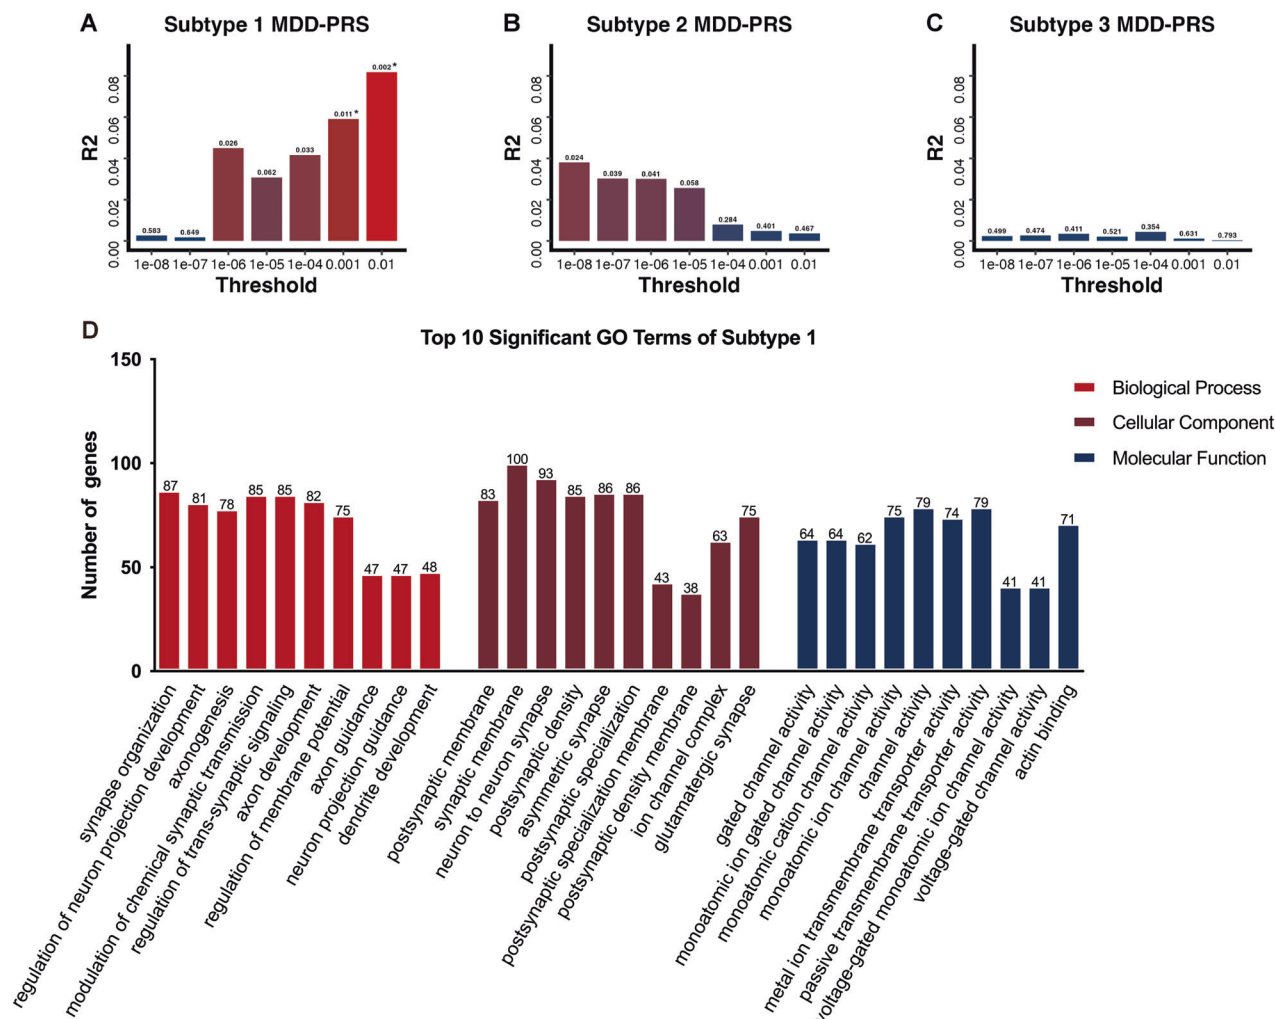 A
Subtype 1 MDD-PRS
R2
0.08
0.06
0.04
0.02
0.00
0.583
0.649
0.026
0.062
0.033
0.011 *
0.002 *
1e-08 1e-07 1e-06 1e-05 1e-04 0.001 0.01
Threshold
B
Subtype 2 MDD-PRS
R2
0.08
0.06
0.04
0.02
0.00
0.024
0.039
0.041
0.058
0.284
0.401
0.467
1e-08 1e-07 1e-06 1e-05 1e-04 0.001 0.01
Threshold
C
Subtype 3 MDD-PRS
R2
0.08
0.06
0.04
0.02
0.00
0.499
0.474
0.411
0.521
0.354
0.631
0.793
1e-08 1e-07 1e-06 1e-05 1e-04 0.001 0.01
Threshold
D
Top 10 Significant GO Terms of Subtype 1
Number of genes
150
100
50
0
Biological Process
Cellular Component
Molecular Function
87
81
78
85
85
82
75
47
47
48
83
100
93
85
86
86
43
38
63
75
64
64
62
75
79
74
79
41
41
71
synapse organization
regulation of neuron projection development
axonogenesis
modulation of chemical synaptic transmission
regulation of trans-synaptic signaling
axon development
regulation of membrane potential
axon guidance
neuron projection guidance
dendrite development
postsynaptic membrane
synaptic membrane
neuron to neuron synapse
postsynaptic density
asymmetric synapse
postsynaptic specialization
postsynaptic specialization membrane
postsynaptic density membrane
ion channel complex
glutamatergic synapse
gated channel activity
monoatomic ion gated channel activity
monoatomic cation channel activity
monoatomic ion channel activity
channel activity
metal ion transmembrane transporter activity
passive transmembrane transporter activity
voltage-gated monoatomic ion channel activity
voltage-gated channel activity
actin binding